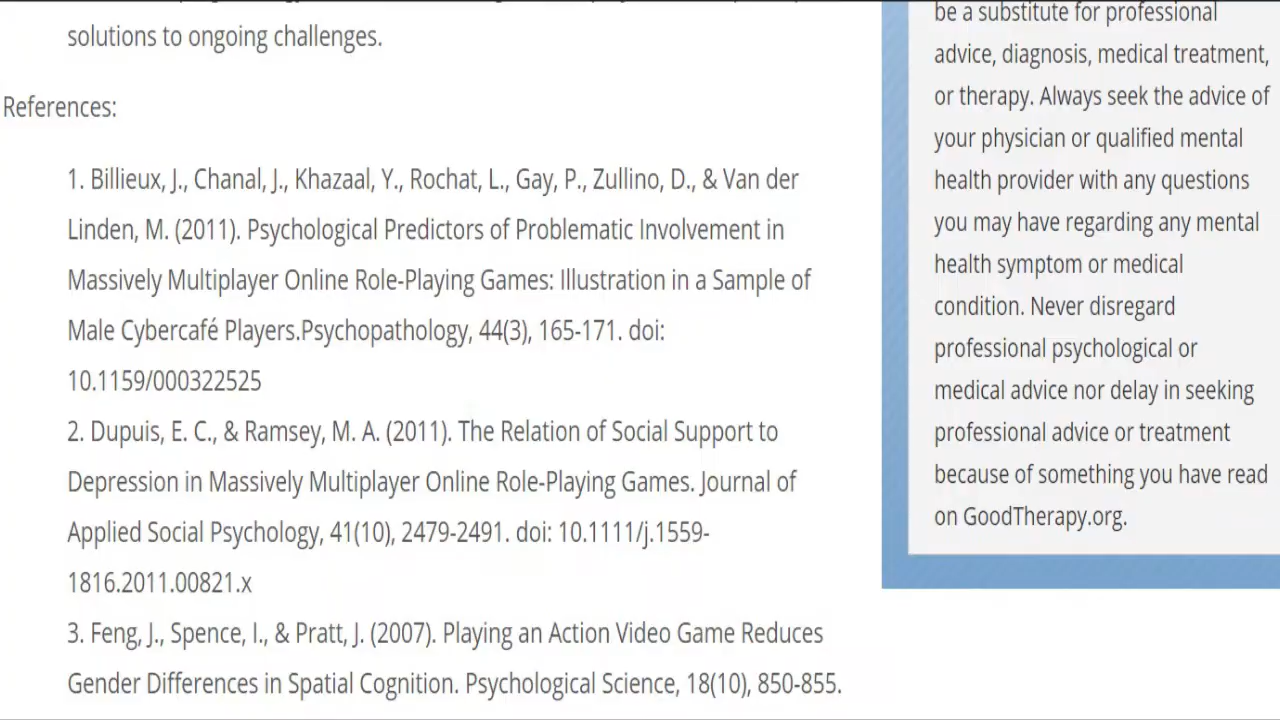 solutions to ongoing challenges.
References:
1. Billieux, J., Chanal, J., Khazaal, Y., Rochat, L., Gay, P., Zullino, D., & Van der
Linden, M. (2011). Psychological Predictors of Problematic Involvement in
Massively Multiplayer Online Role-Playing Games: Illustration in a Sample of
Male Cybercafé Players.Psychopathology, 44(3), 165-171. doi:
10.1159/000322525
2. Dupuis, E. C., & Ramsey, M. A. (2011). The Relation of Social Support to
Depression in Massively Multiplayer Online Role-Playing Games. Journal of
Applied Social Psychology, 41(10), 2479-2491. doi: 10.1111/j.1559-
1816.2011.00821.x
3. Feng, J., Spence, I., & Pratt, J. (2007). Playing an Action Video Game Reduces
Gender Differences in Spatial Cognition. Psychological Science, 18(10), 850-855.
be a substitute for professional
advice, diagnosis, medical treatment,
or therapy. Always seek the advice of
your physician or qualified mental
health provider with any questions
you may have regarding any mental
health symptom or medical
condition. Never disregard
professional psychological or
medical advice nor delay in seeking
professional advice or treatment
because of something you have read
on GoodTherapy.org.